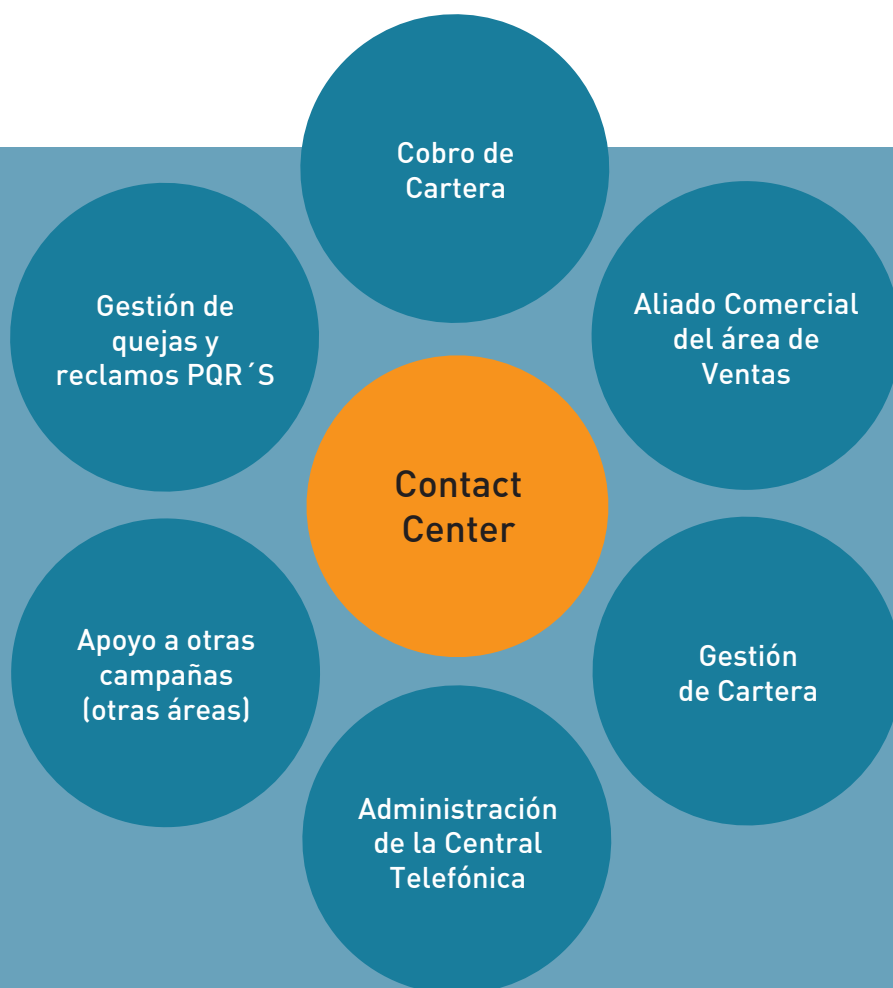 Cobro de
Cartera
Gestión de
quejas y
reclamos PQR´S
Aliado Comercial
del área de
Ventas
Contact
Center
Apoyo a otras
campañas
(otras áreas)
Gestión
de Cartera
Administración
de la Central
Telefónica